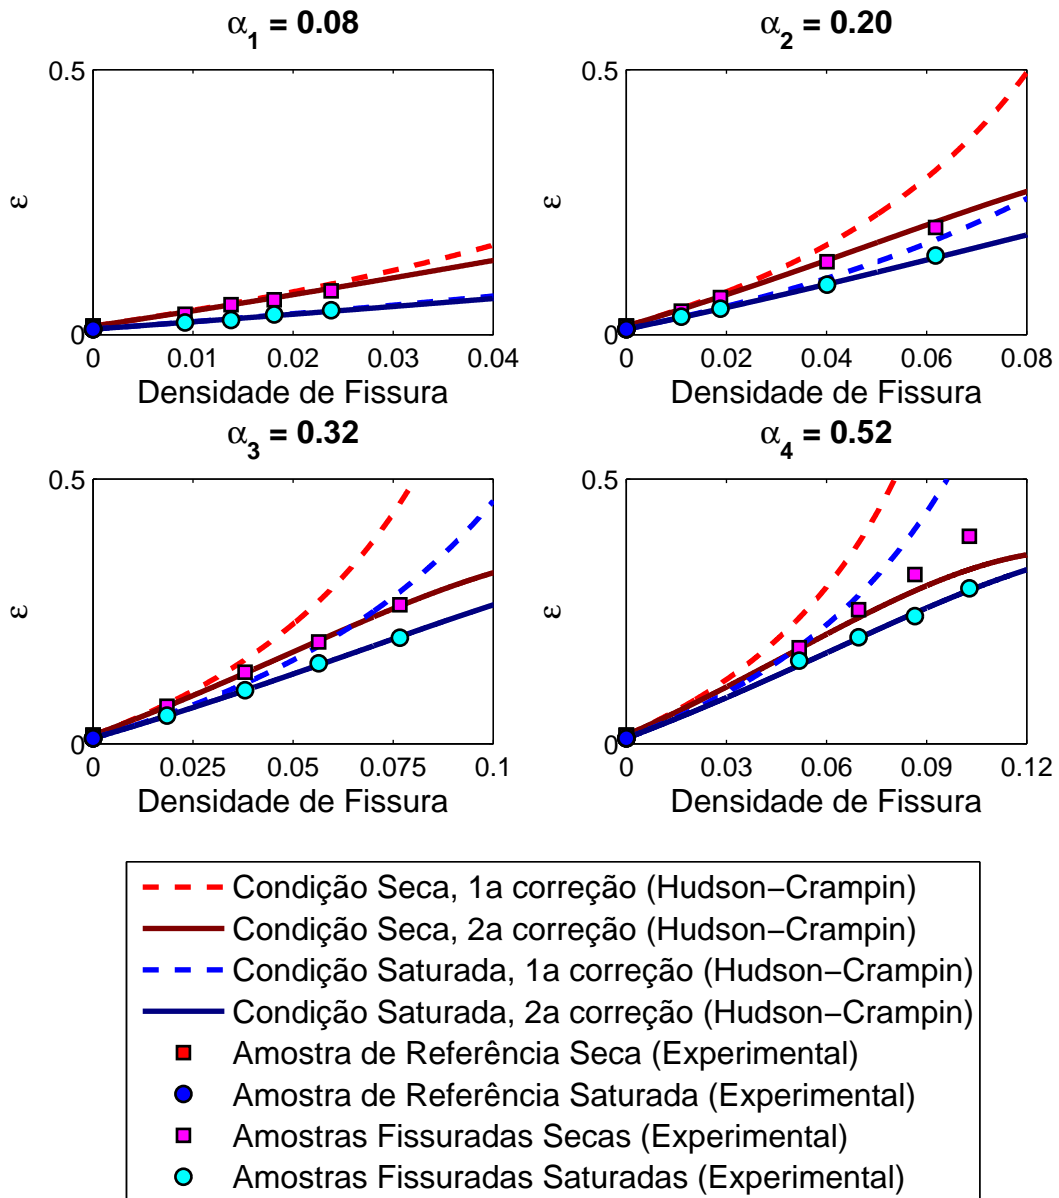 α1 = 0.08
α2 = 0.20
0.5
ε
0
0 0.01 0.02 0.03 0.04
Densidade de Fissura
0.5
ε
0
0 0.02 0.04 0.06 0.08
Densidade de Fissura
α3 = 0.32
α4 = 0.52
0.5
ε
0
0 0.025 0.05 0.075 0.1
Densidade de Fissura
0.5
ε
0
0 0.03 0.06 0.09 0.12
Densidade de Fissura
Condição Seca, 1a correção (Hudson−Crampin)
Condição Seca, 2a correção (Hudson−Crampin)
Condição Saturada, 1a correção (Hudson−Crampin)
Condição Saturada, 2a correção (Hudson−Crampin)
Amostra de Referência Seca (Experimental)
Amostra de Referência Saturada (Experimental)
Amostras Fissuradas Secas (Experimental)
Amostras Fissuradas Saturadas (Experimental)